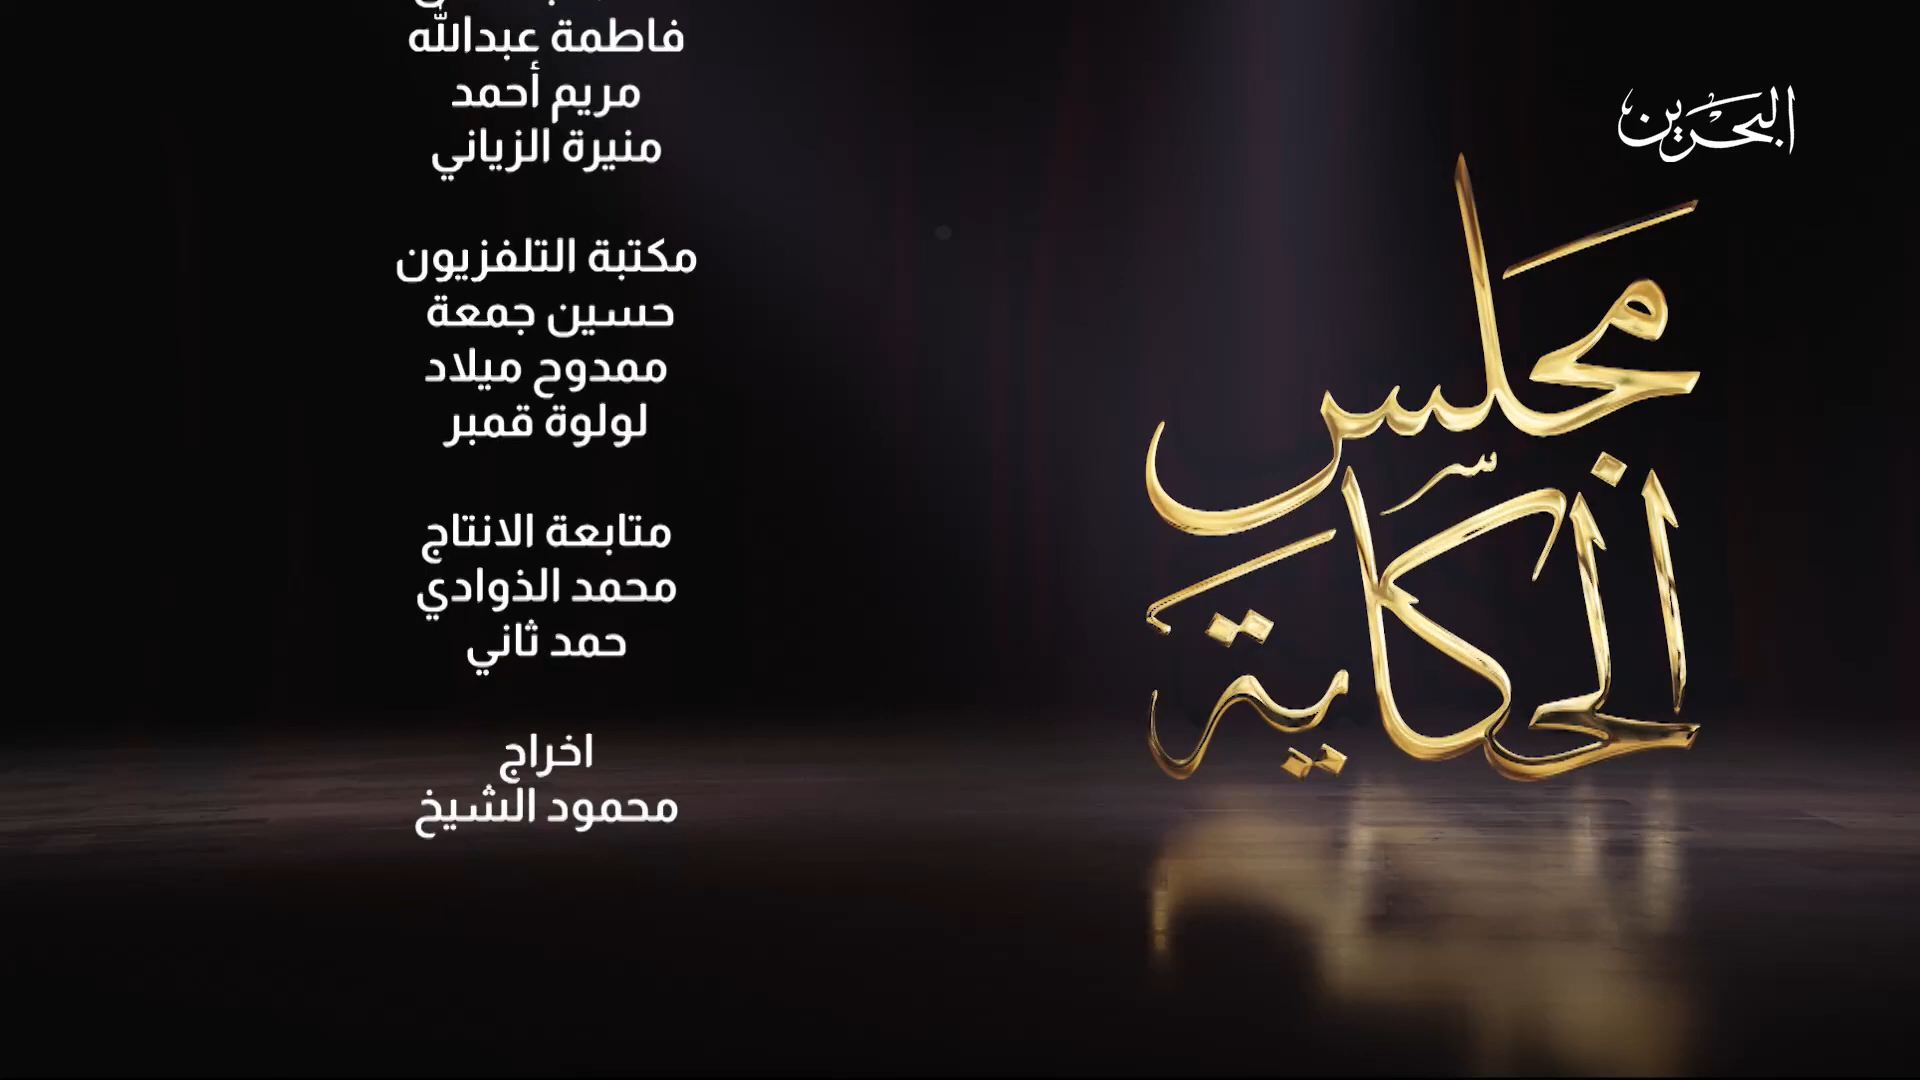 فاطمة عبدالله
مريم أحمد
منيرة الزياني
مكتبة التلفزيون
حسين جمعة
ممدوح ميلاد
لولوة قمبر
متابعة الانتاج
محمد الذوادي
حمد ثاني
اخراج
محمود الشيخ
البحرين
مجلس
الحكاية